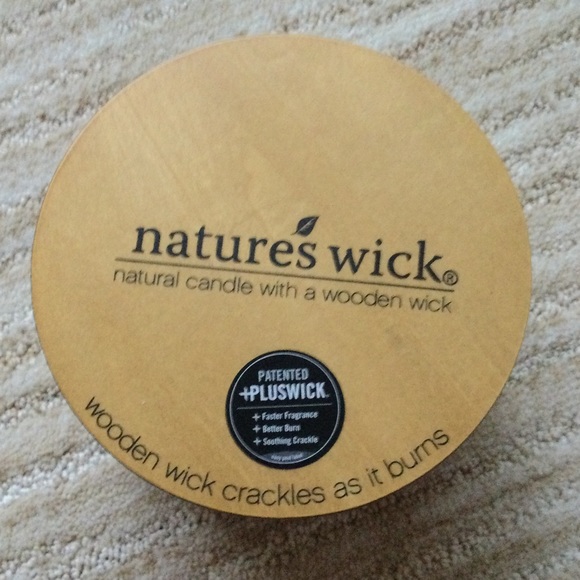 nature's wick®
natural candle with a wooden wick
PATENTED
+PLUSWICK™
+ Faster Fragrance
+ Better Burn
+ Soothing Crackle
wooden wick crackles as it burns